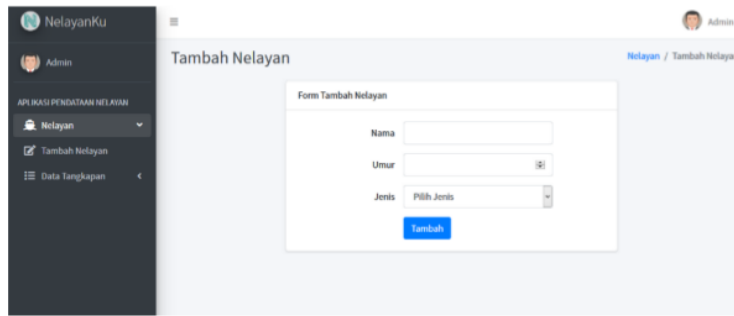 NelayanKu
Admin
Admin
Tambah Nelayan
Nelayan / Tambah Nelaya
APLIKASI PENDATAAN NELAYAN
Nelayan
Tambah Nelayan
Data Tangkapan
Form Tambah Nelayan
Nama
Umur
Jenis Pilih Jenis
Tambah